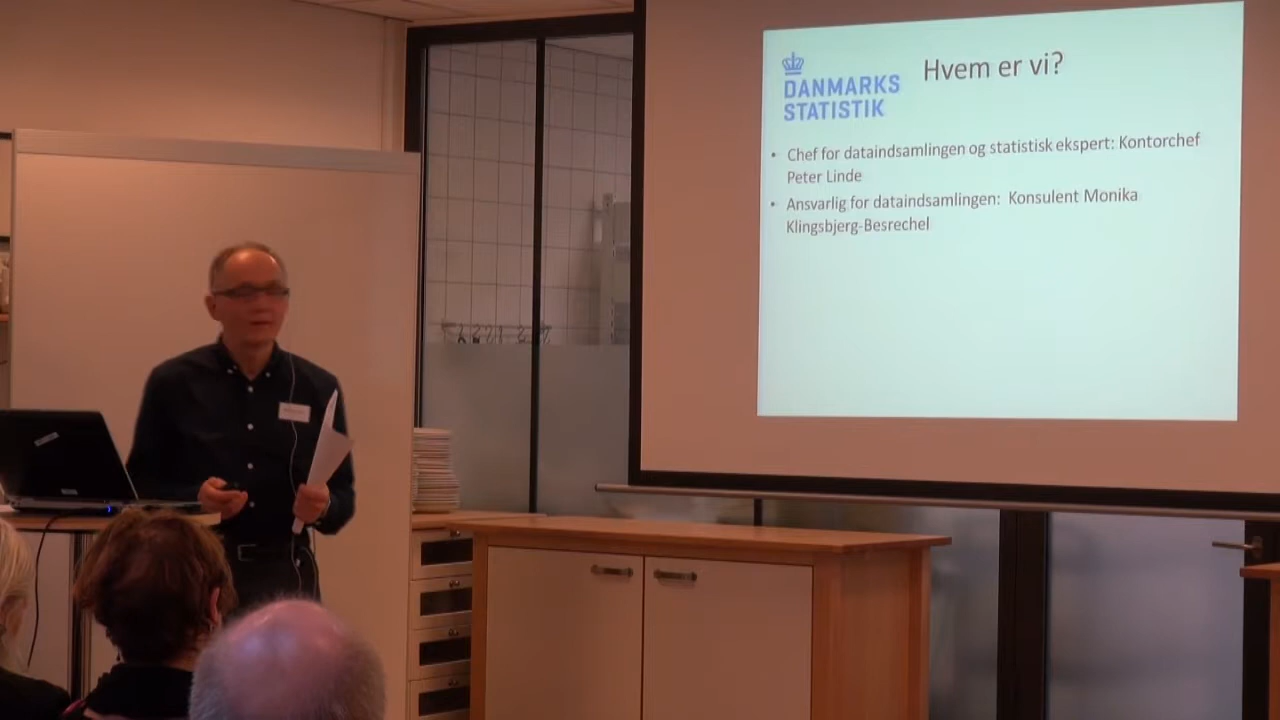 Hvem er vi?
DANMARKS
STATISTIK
• Chef for dataindsamlingen og statistisk ekspert: Kontorchef
Peter Linde
• Ansvarlig for dataindsamlingen: Konsulent Monika
Klingsbjerg-Besrechel